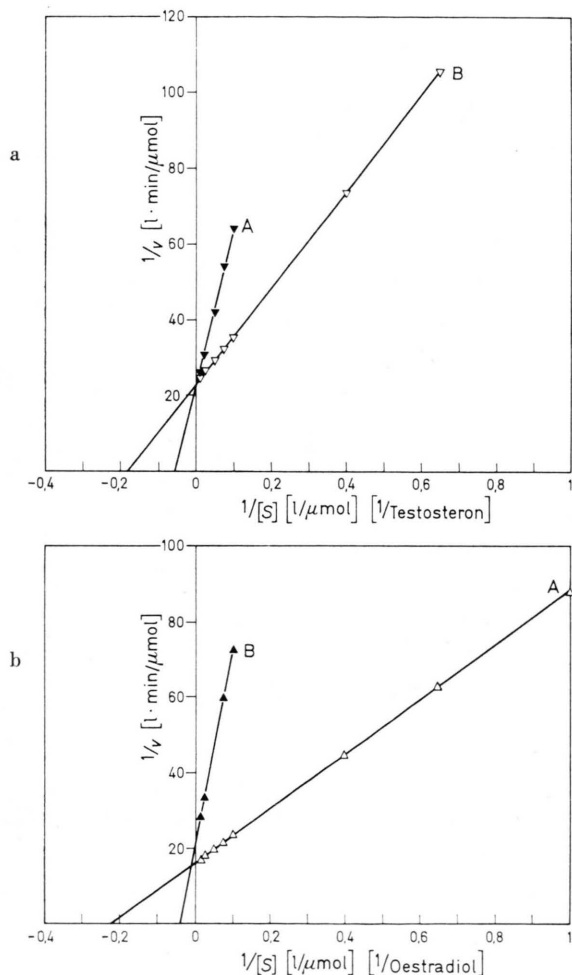 a
120
100
80
60
40
20
1/v [l · min/μmol]
A
B
-0,4
-0,2
0
0,2
0,4
0,6
0,8
1
1/[S] [l/μmol] [1/Testosteron]
b
100
80
60
40
20
1/v [l · min/μmol]
B
A
-0,4
-0,2
0
0,2
0,4
0,6
0,8
1
1/[S] [l/μmol] [1/Oestradiol]